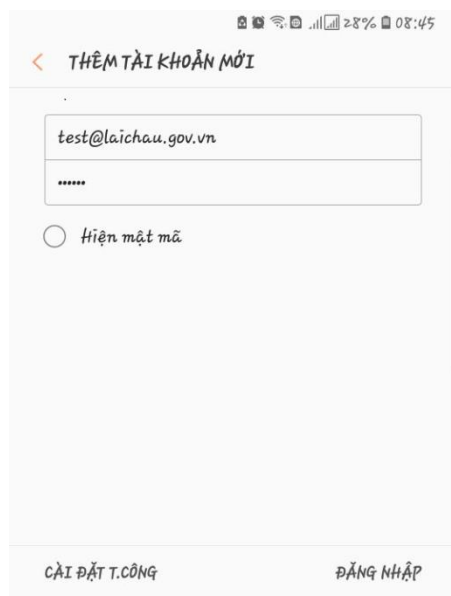 28% 08:45
THÊM TÀI KHOẢN MỚI
test@laichau.gov.vn
••••••
Hiện mật mã
CÀI ĐẶT T.CÔNG ĐĂNG NHẬP